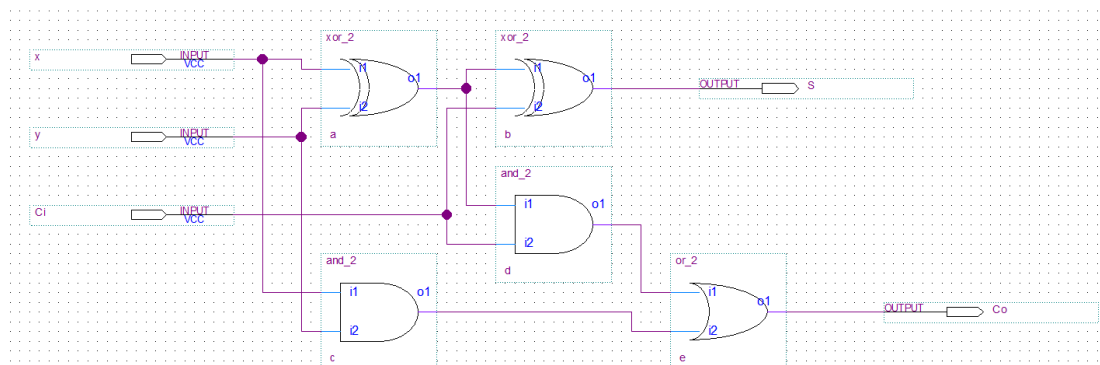 xor_2
xor_2
x
INPUT
VCC
i1
o1
i2
a
i1
o1
i2
b
OUTPUT
S
y
INPUT
VCC
and_2
i1
o1
i2
d
Ci
INPUT
VCC
and_2
i1
o1
i2
c
or_2
i1
o1
i2
e
OUTPUT
Co